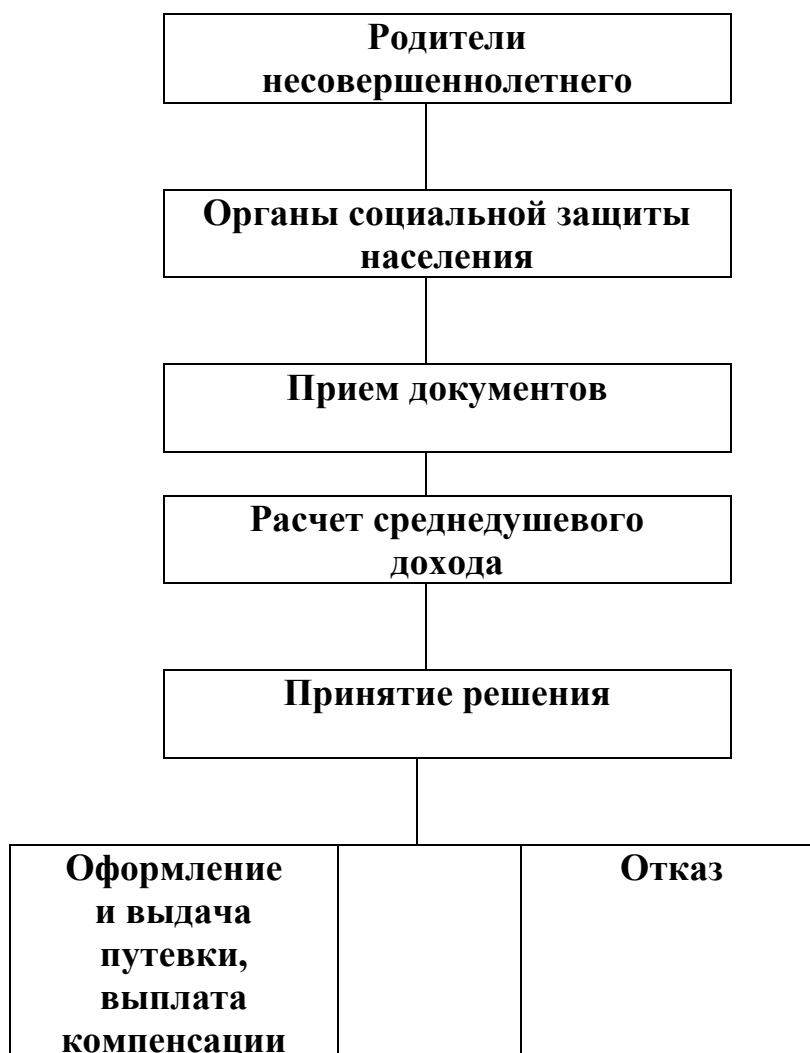 Родители
несовершеннолетнего
Органы социальной защиты
населения
Прием документов
Расчет среднедушевого
дохода
Принятие решения
Оформление
и выдача
путевки,
выплата
компенсации
Отказ